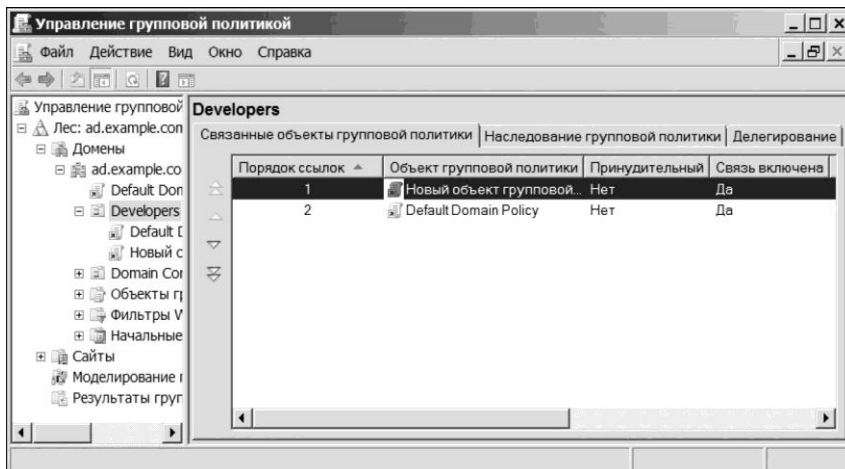 Управление групповой политикой
Файл Действие Вид Окно Справка
Управление групповой
Лес: ad.example.con
Домены
ad.example.co
Default Don
Developers
Default D
Новый о
Domain Cor
Объекты гр
Фильтры W
Начальные
Сайты
Моделирование г
Результаты груп
Developers
Связанные объекты групповой политики Наследование групповой политики Делегирование
Порядок ссылок Объект групповой политики Принудительный Связь включена
1 Новый объект групповой... Нет Да
2 Default Domain Policy Нет Да